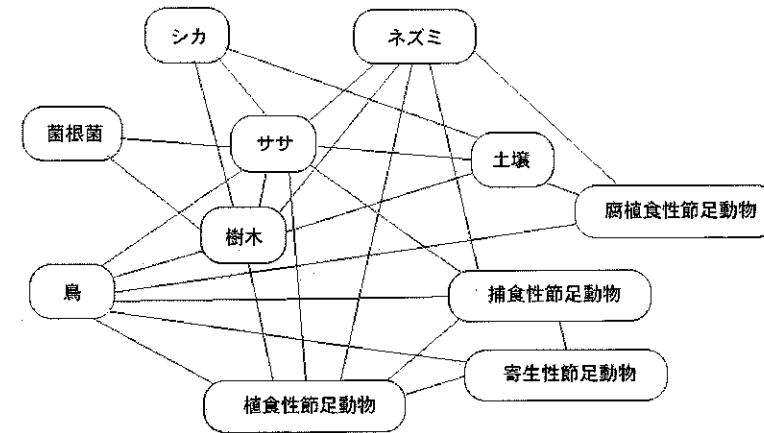 シカ
ネズミ
菌根菌
ササ
土壌
腐植食性節足動物
樹木
鳥
捕食性節足動物
寄生性節足動物
植食性節足動物